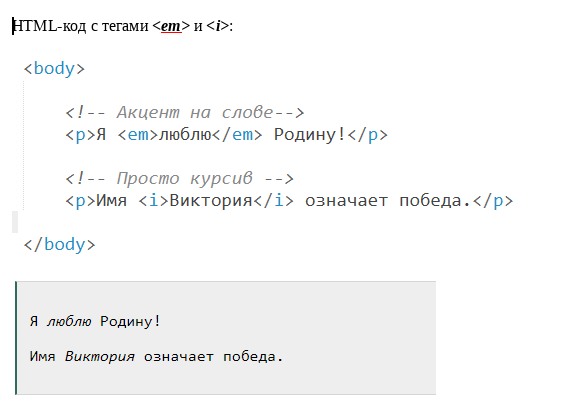 HTML-код с тегами <em> и <i>:
<body>
<!-- Акцент на слове-->
<p>Я <em>люблю</em> Родину!</p>
<!-- Просто курсив -->
<p>Имя <i>Виктория</i> означает победа.</p>
</body>
Я люблю Родину!
Имя Виктория означает победа.